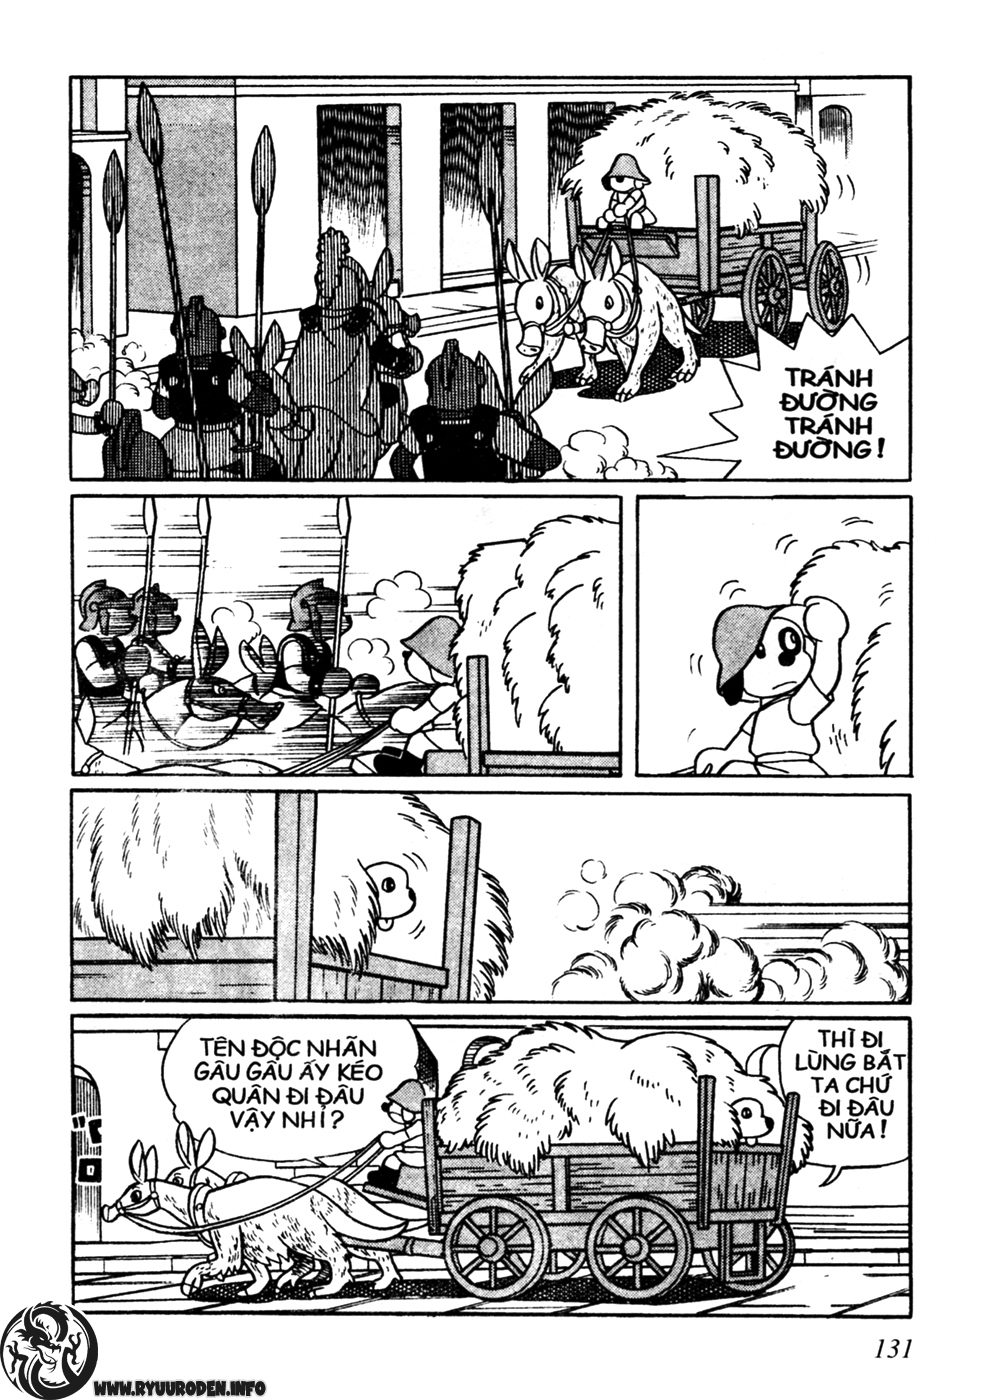 TRÁNH
ĐƯỜNG
TRÁNH
ĐƯỜNG!
TÊN ĐỘC NHÃN
GÂU GẤU ẤY KÉO
QUÂN ĐI ĐÂU
VẬY NHỈ?
THÌ ĐI
LÙNG BẮT
TA CHỨ
ĐI ĐÂU
NỮA!
131
WWW.RYUURODEN.INFO